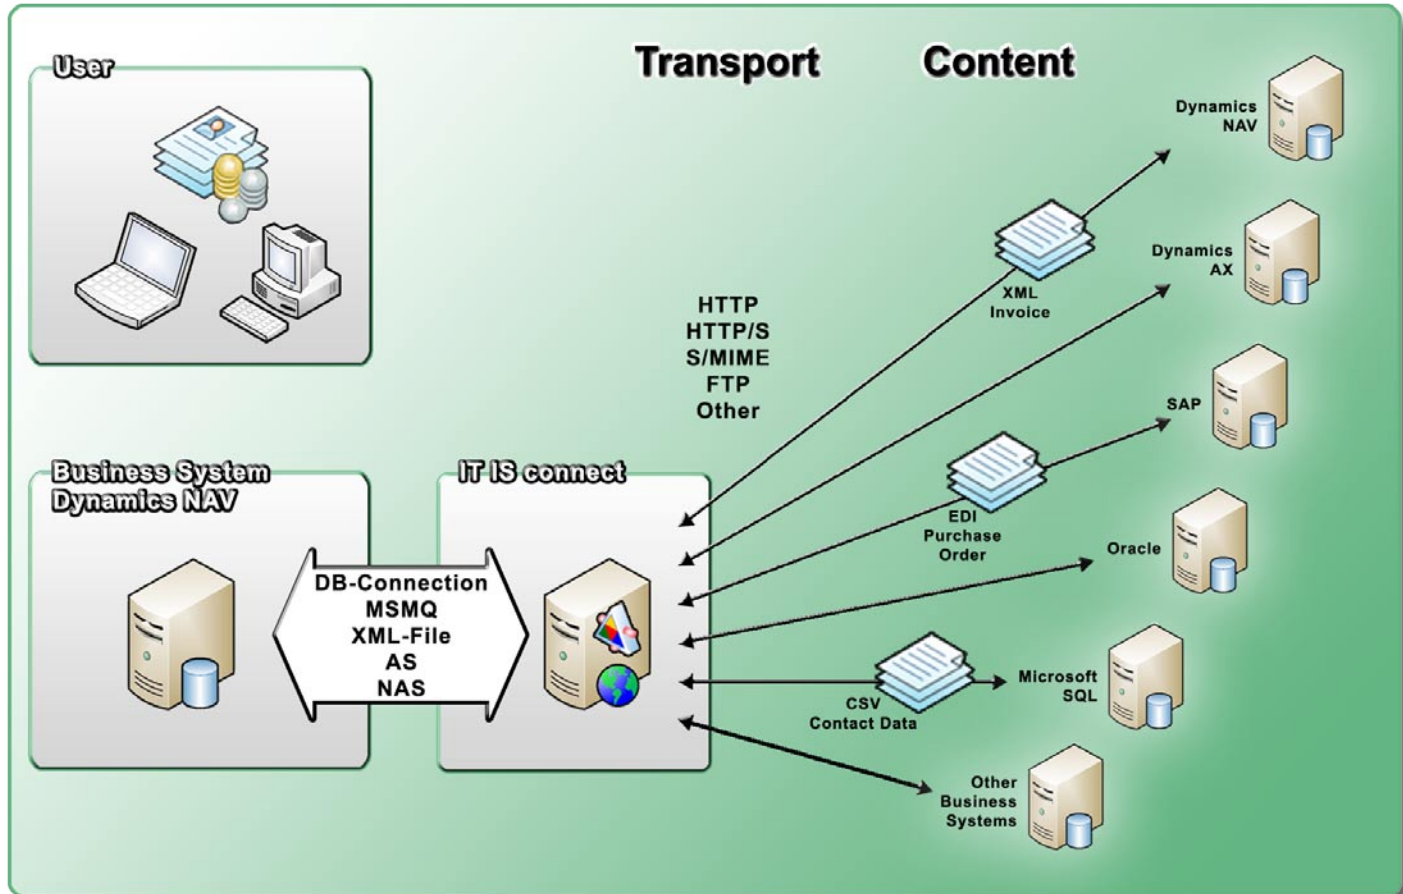 User
Transport
Content
Dynamics
NAV
Dynamics
AX
XML
Invoice
HTTP
HTTP/S
S/MIME
FTP
Other
SAP
Business System
Dynamics NAV
IT IS connect
EDI
Purchase
Order
Oracle
DB-Connection
MSMQ
XML-File
AS
NAS
Microsoft
SQL
CSV
Contact Data
Other
Business
Systems